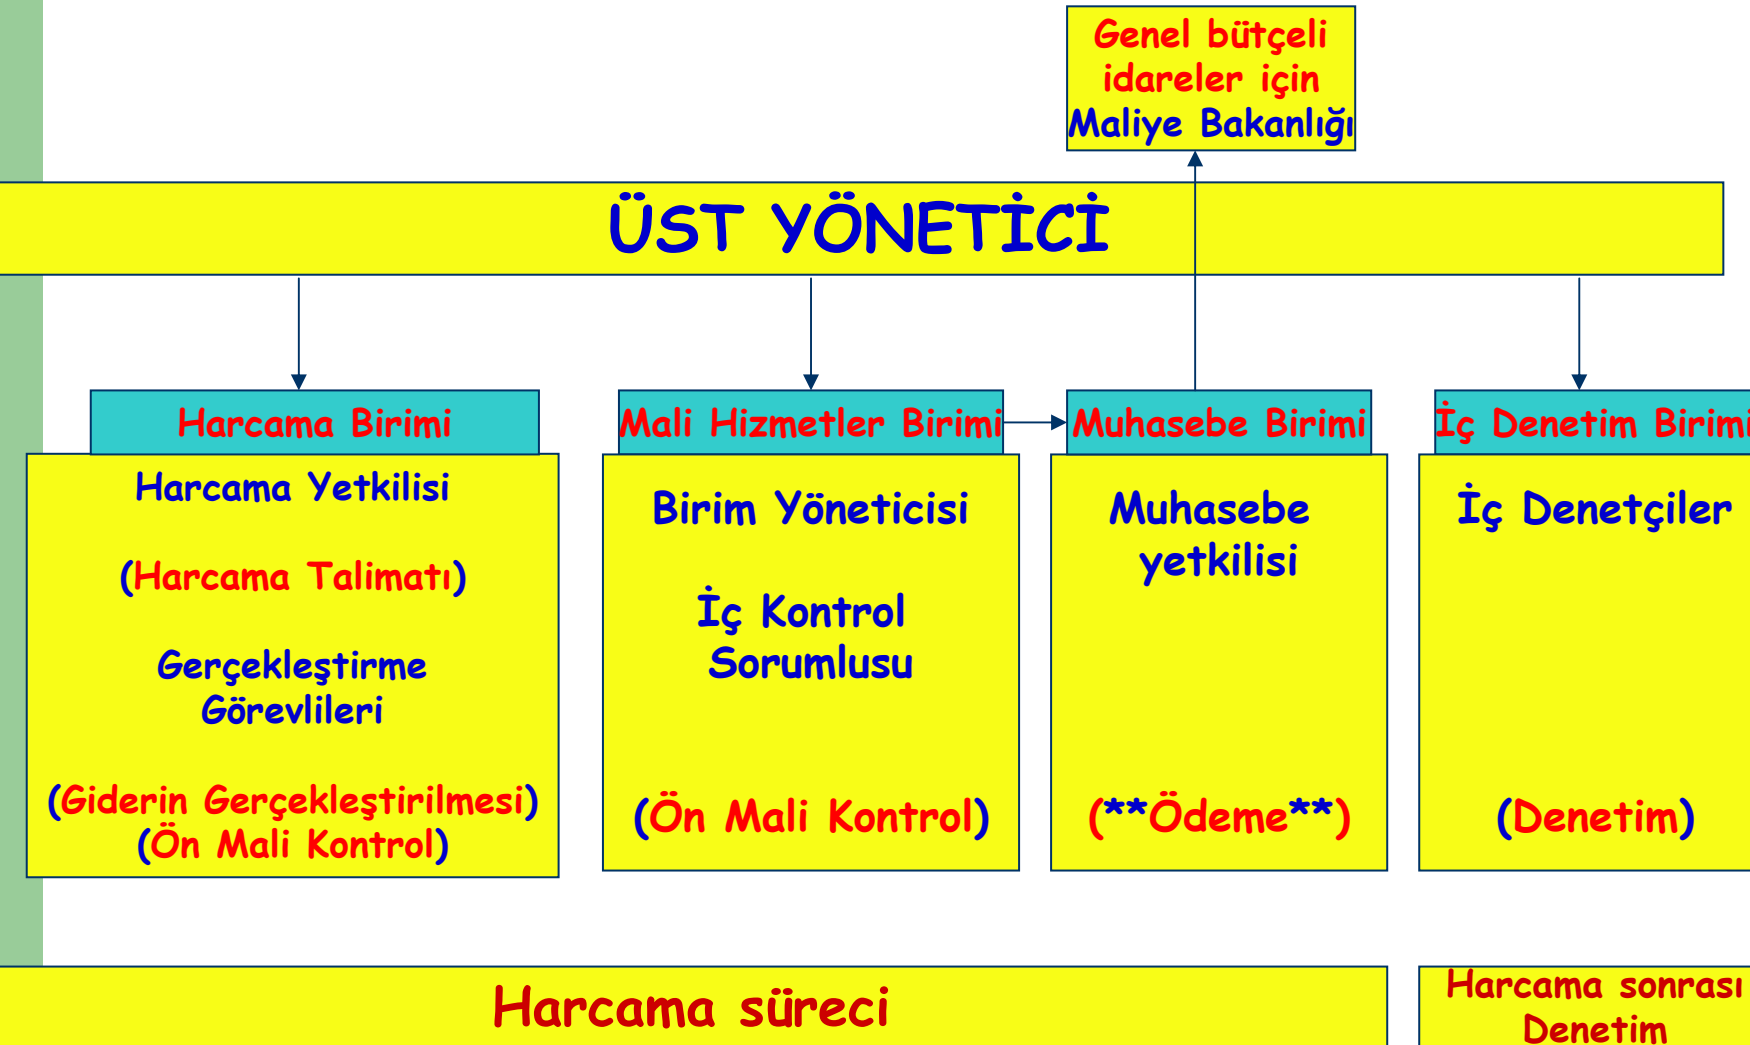 Genel bütçeli
idareler için
Maliye Bakanlığı
ÜST YÖNETİCİ
Harcama Birimi
Harcama Yetkilisi
(Harcama Talimatı)
Gerçekleştirme
Görevlileri
(Giderin Gerçekleştirilmesi)
(Ön Mali Kontrol)
Mali Hizmetler Birimi
Birim Yöneticisi
İç Kontrol
Sorumlusu
(Ön Mali Kontrol)
Muhasebe Birimi
Muhasebe
yetkilisi
(**Ödeme**)
İç Denetim Birimi
İç Denetçiler
(Denetim)
Harcama süreci
Harcama sonrası
Denetim